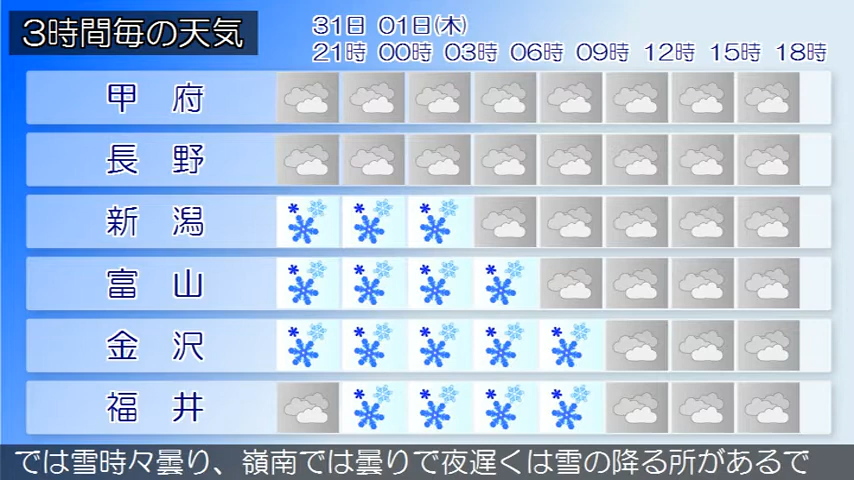 3時間毎の天気
31日 01日(木)
21時 00時 03時 06時 09時 12時 15時 18時
甲 府
長 野
新 潟
富 山
金 沢
福 井
では雪時々曇り、嶺南では曇りで夜遅くは雪の降る所があるで